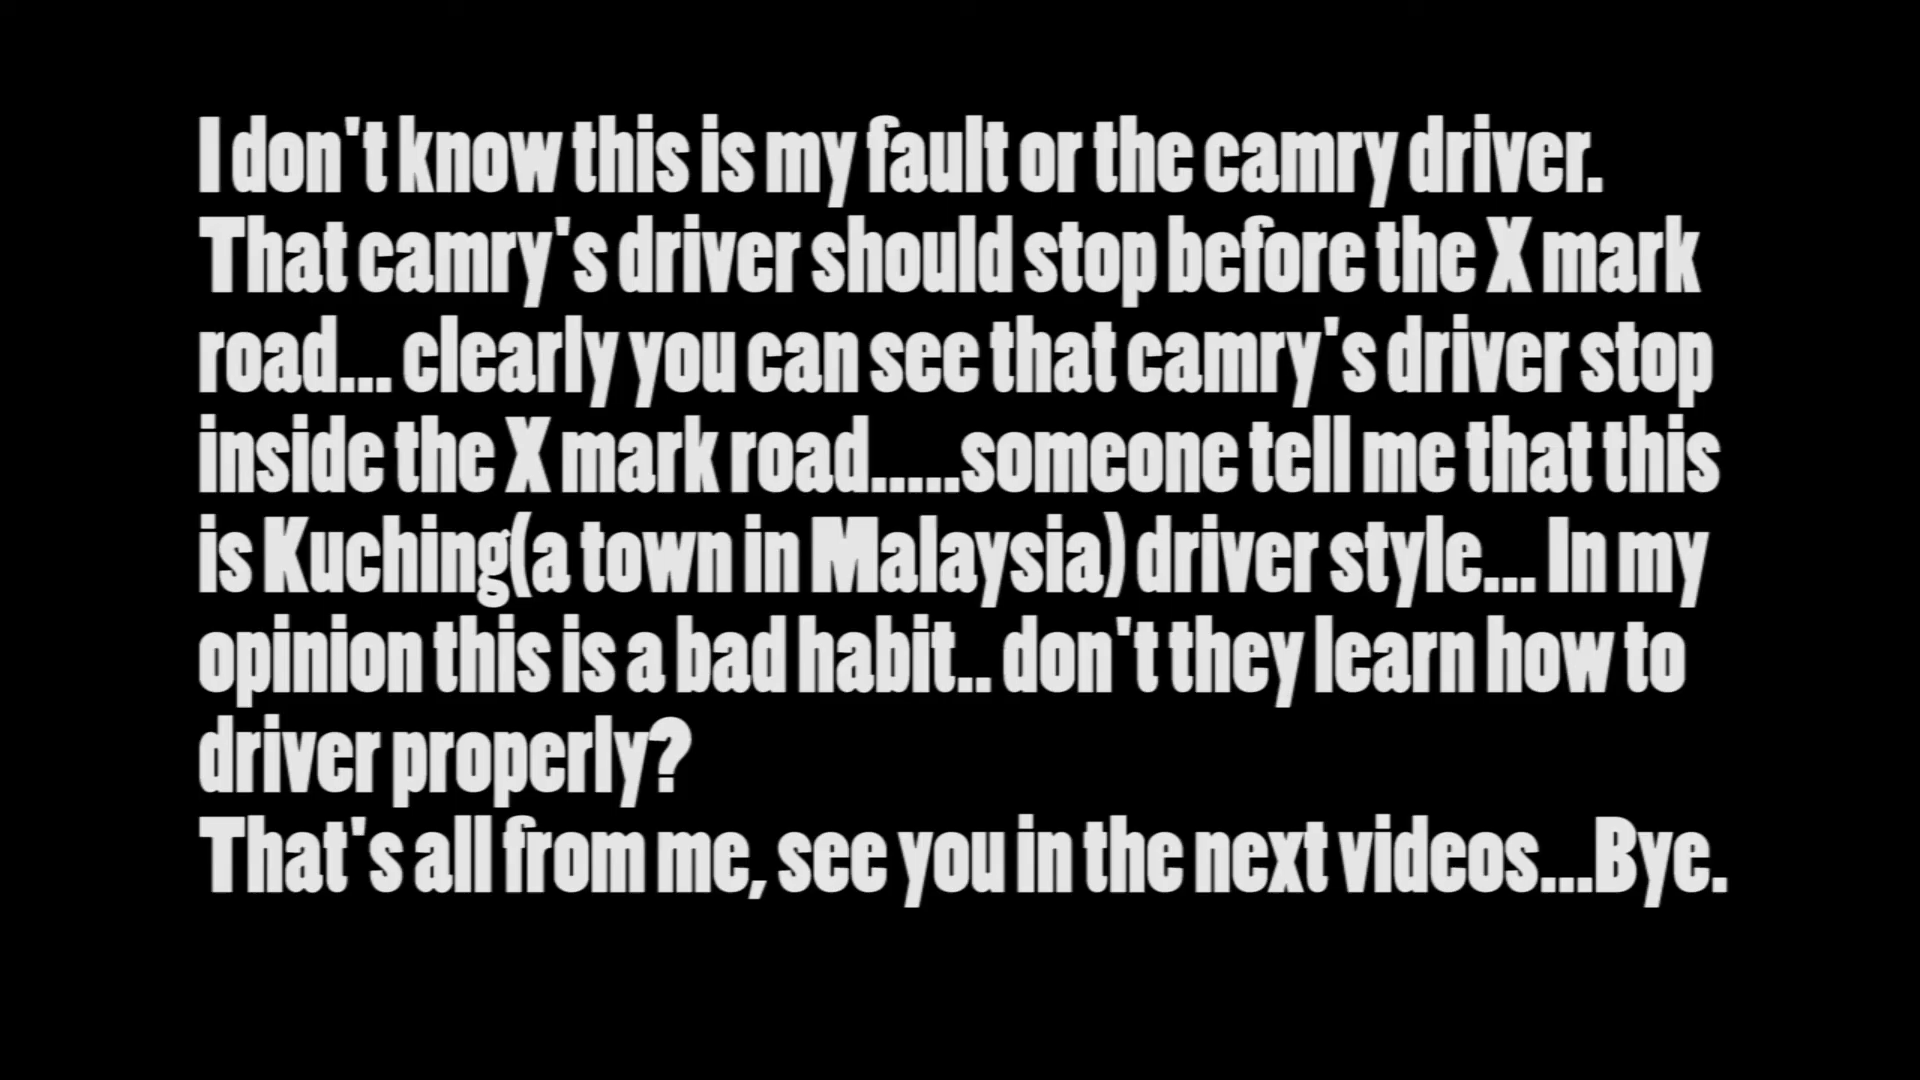 I don't know this is my fault or the camry driver.
That camry's driver should stop before the X mark
road... clearly you can see that camry's driver stop
inside the X mark road.....someone tell me that this
is Kuching(a town in Malaysia) driver style... In my
opinion this is a bad habit.. don't they learn how to
driver properly?
That's all from me, see you in the next videos...Bye.